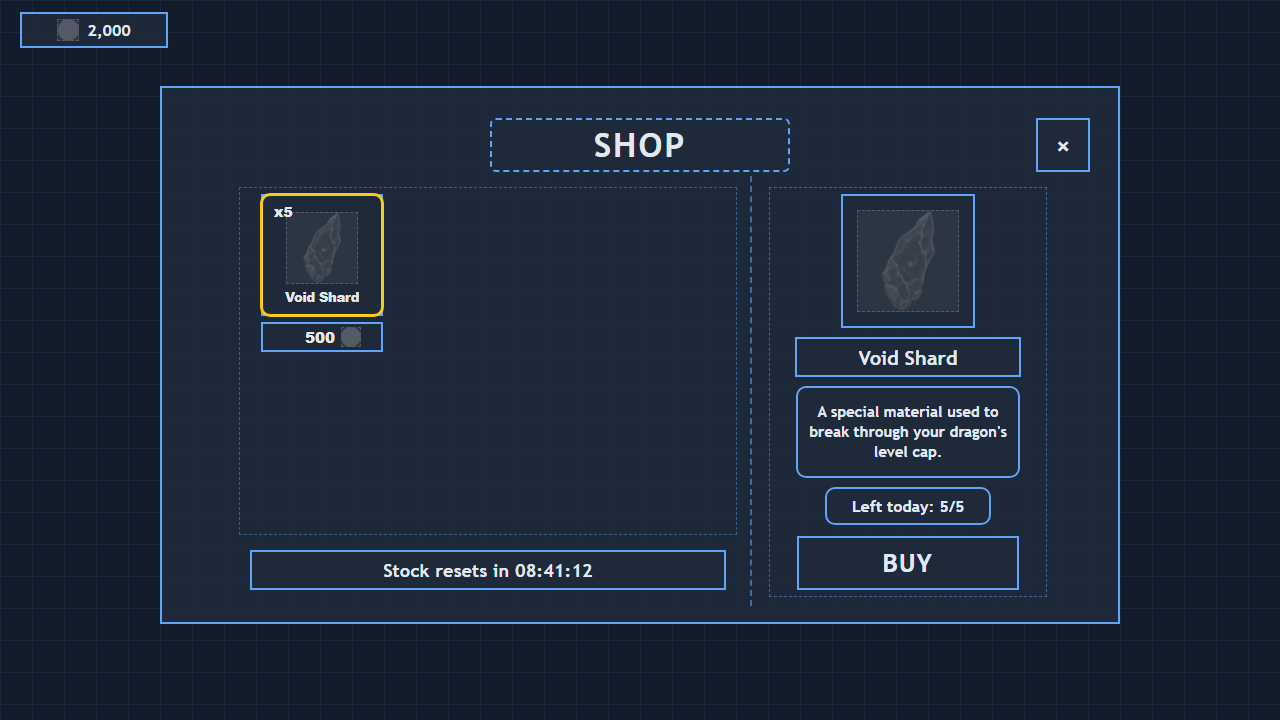 2,000
SHOP
×
x5
Void Shard
500
Stock resets in 08:41:12
Void Shard
A special material used to
break through your dragon's
level cap.
Left today: 5/5
BUY